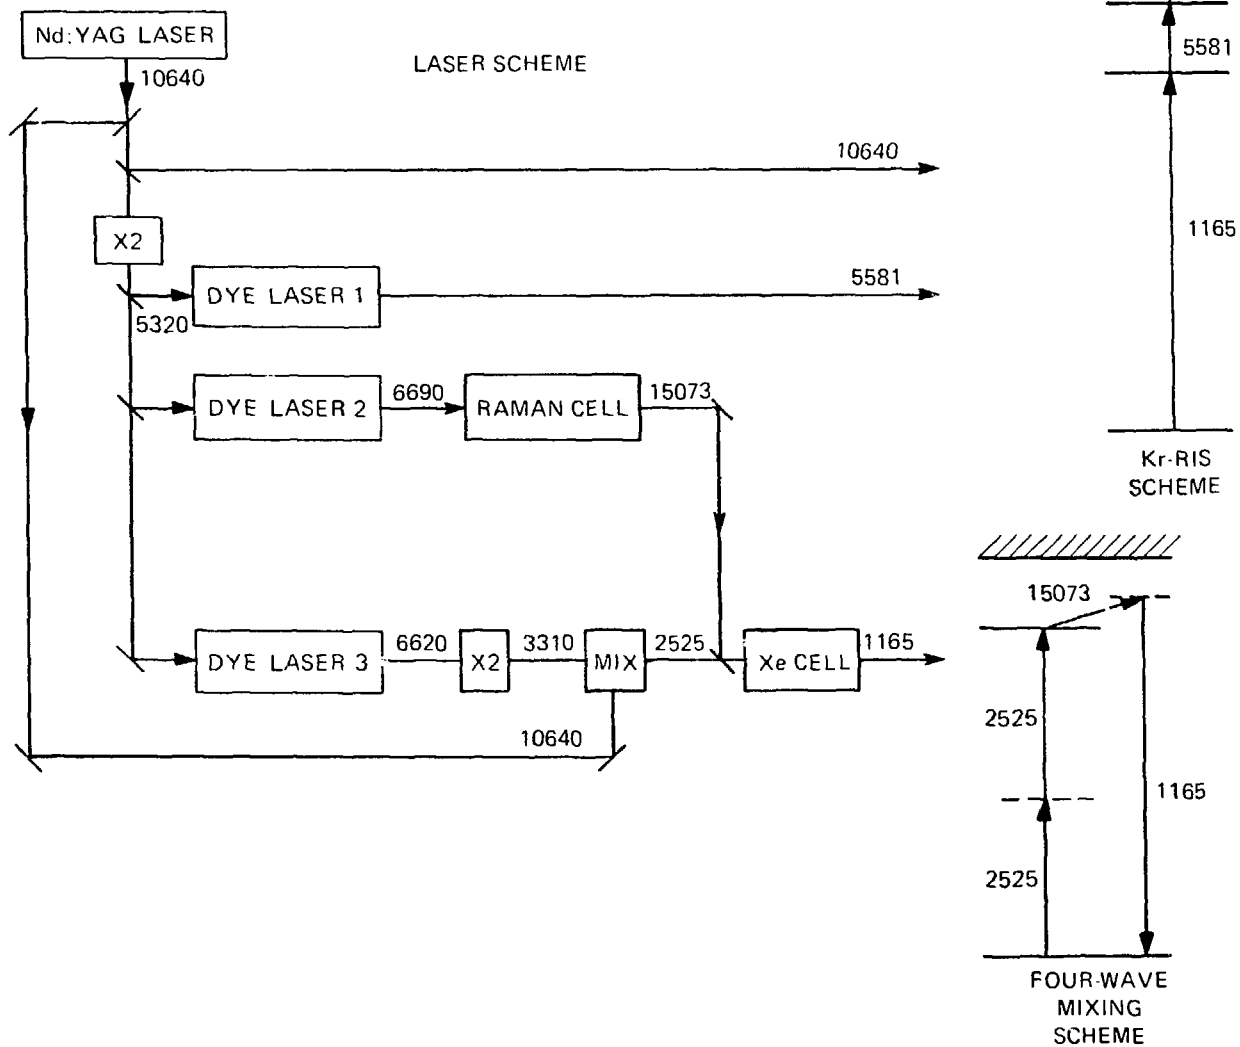 Nd:YAG LASER
10640
LASER SCHEME
5581
10640
1165
X2
DYE LASER 1
5581
5320
DYE LASER 2
6690
RAMAN CELL
15073
Kr-RIS
SCHEME
15073
DYE LASER 3
6620
X2
3310
MIX
2525
Xe CELL
1165
2525
10640
1165
2525
FOUR-WAVE
MIXING
SCHEME